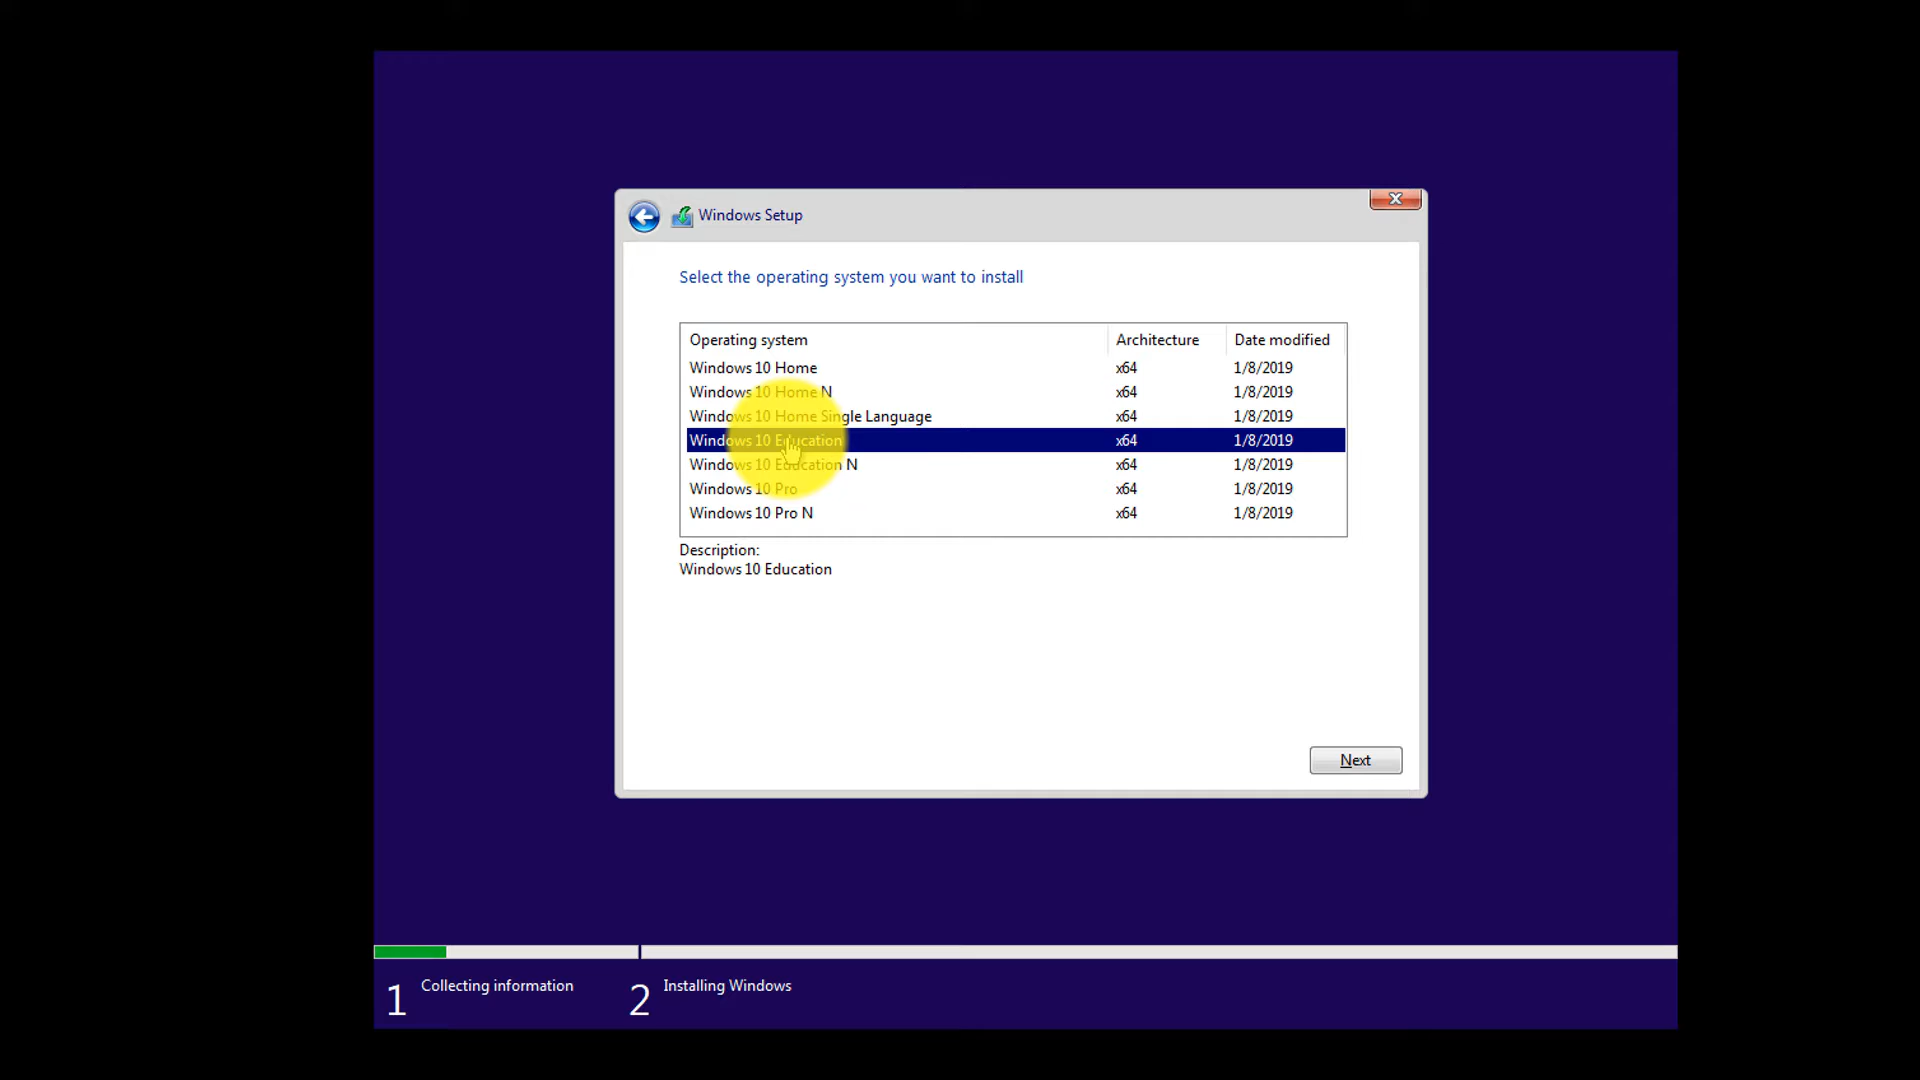 Windows Setup
Select the operating system you want to install
Operating system Architecture Date modified
Windows 10 Home x64 1/8/2019
Windows 10 Home N x64 1/8/2019
Windows 10 Home Single Language x64 1/8/2019
Windows 10 Education x64 1/8/2019
Windows 10 Education N x64 1/8/2019
Windows 10 Pro x64 1/8/2019
Windows 10 Pro N x64 1/8/2019
Description:
Windows 10 Education
Next
1 Collecting information 2 Installing Windows